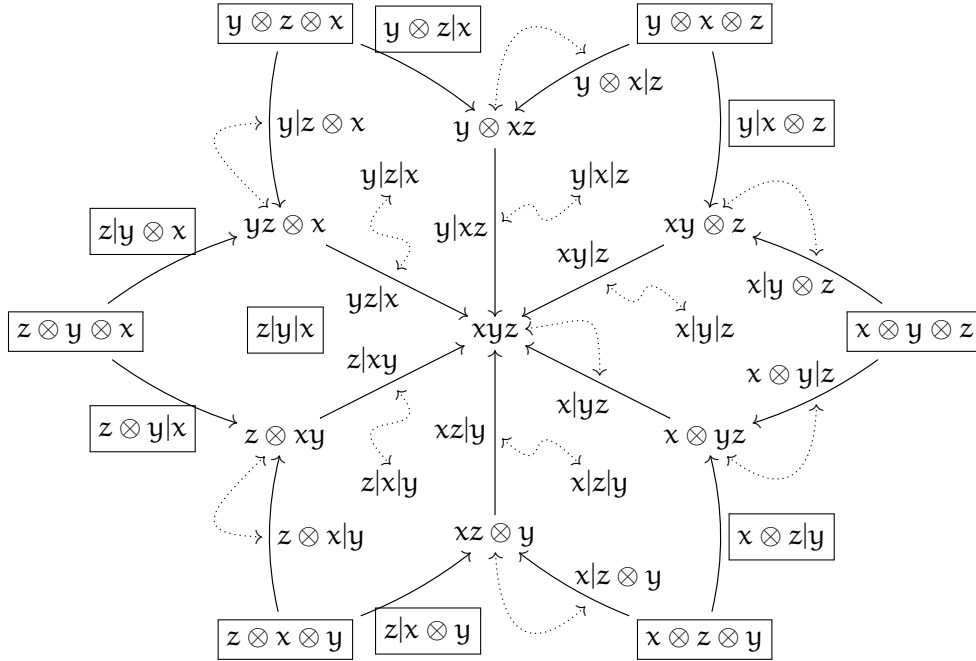 y ⊗ z ⊗ x
y ⊗ z|x
y ⊗ x ⊗ z
y ⊗ x|z
y|z ⊗ x
y ⊗ xz
y|x ⊗ z
y|z|x
y|x|z
z|y ⊗ x
yz ⊗ x
y|xz
xy ⊗ z
xy|z
x|y ⊗ z
yz|x
z ⊗ y ⊗ x
z|y|x
xyz
x|y|z
x ⊗ y ⊗ z
z|xy
x ⊗ y|z
x|yz
z ⊗ y|x
z ⊗ xy
xz|y
x ⊗ yz
z|x|y
x|z|y
z ⊗ x|y
xz ⊗ y
x ⊗ z|y
x|z ⊗ y
z ⊗ x ⊗ y
z|x ⊗ y
x ⊗ z ⊗ y